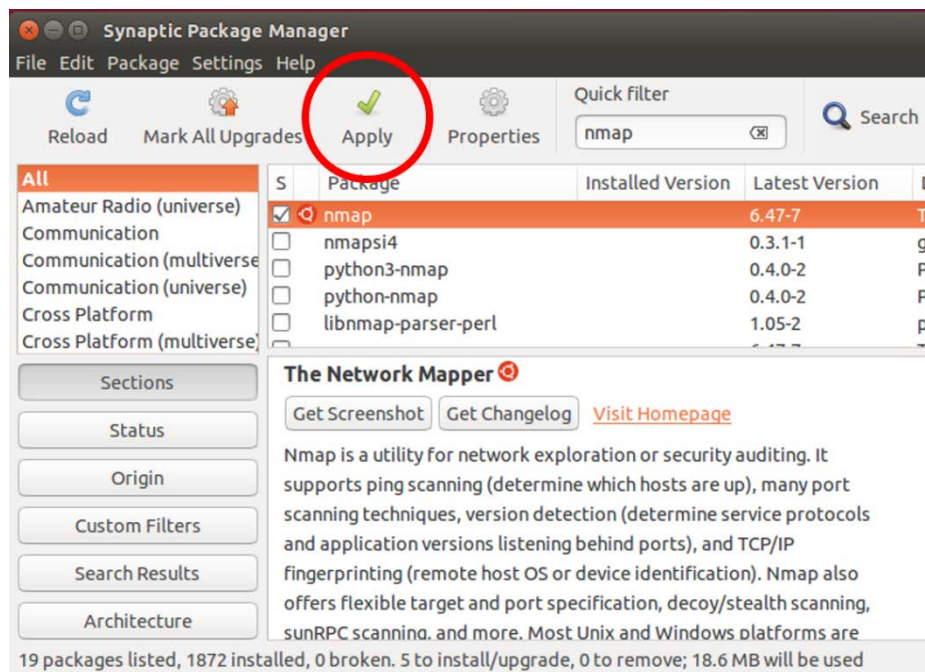 Synaptic Package Manager
File Edit Package Settings Help
Reload Mark All Upgrades Apply Properties Quick filter nmap Search
All
Amateur Radio (universe)
Communication
Communication (multiverse
Communication (universe)
Cross Platform
Cross Platform (multiverse)
S Package Installed Version Latest Version
nmap 6.47-7
nmapsi4 0.3.1-1
python3-nmap 0.4.0-2
python-nmap 0.4.0-2
libnmap-parser-perl 1.05-2
Sections
Status
Origin
Custom Filters
Search Results
Architecture
The Network Mapper
Get Screenshot Get Changelog Visit Homepage
Nmap is a utility for network exploration or security auditing. It
supports ping scanning (determine which hosts are up), many port
scanning techniques, version detection (determine service protocols
and application versions listening behind ports), and TCP/IP
fingerprinting (remote host OS or device identification). Nmap also
offers flexible target and port specification, decoy/stealth scanning,
sunRPC scanning, and more. Most Unix and Windows platforms are
19 packages listed, 1872 installed, 0 broken. 5 to install/upgrade, 0 to remove; 18.6 MB will be used